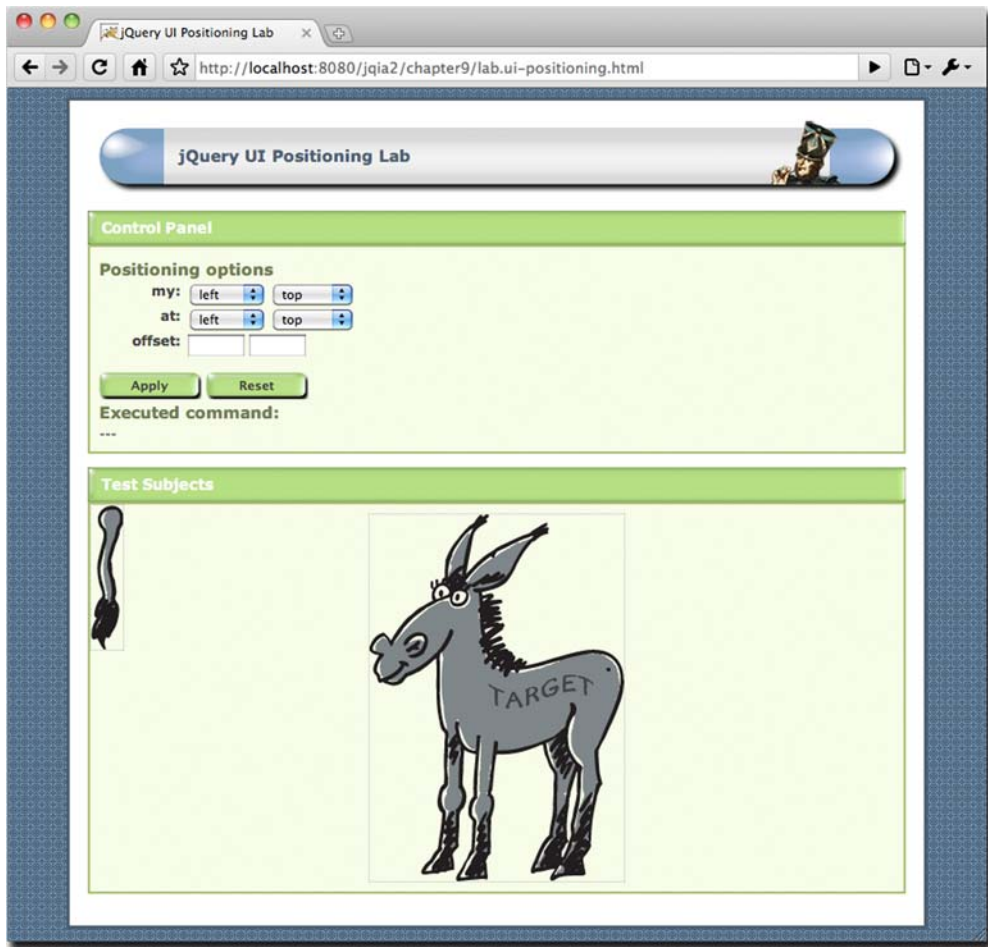 jQuery UI Positioning Lab
http://localhost:8080/jqia2/chapter9/lab.ui-positioning.html
jQuery UI Positioning Lab
Control Panel
Positioning options
my: left top
at: left top
offset:
Apply Reset
Executed command:
---
Test Subjects
TARGET